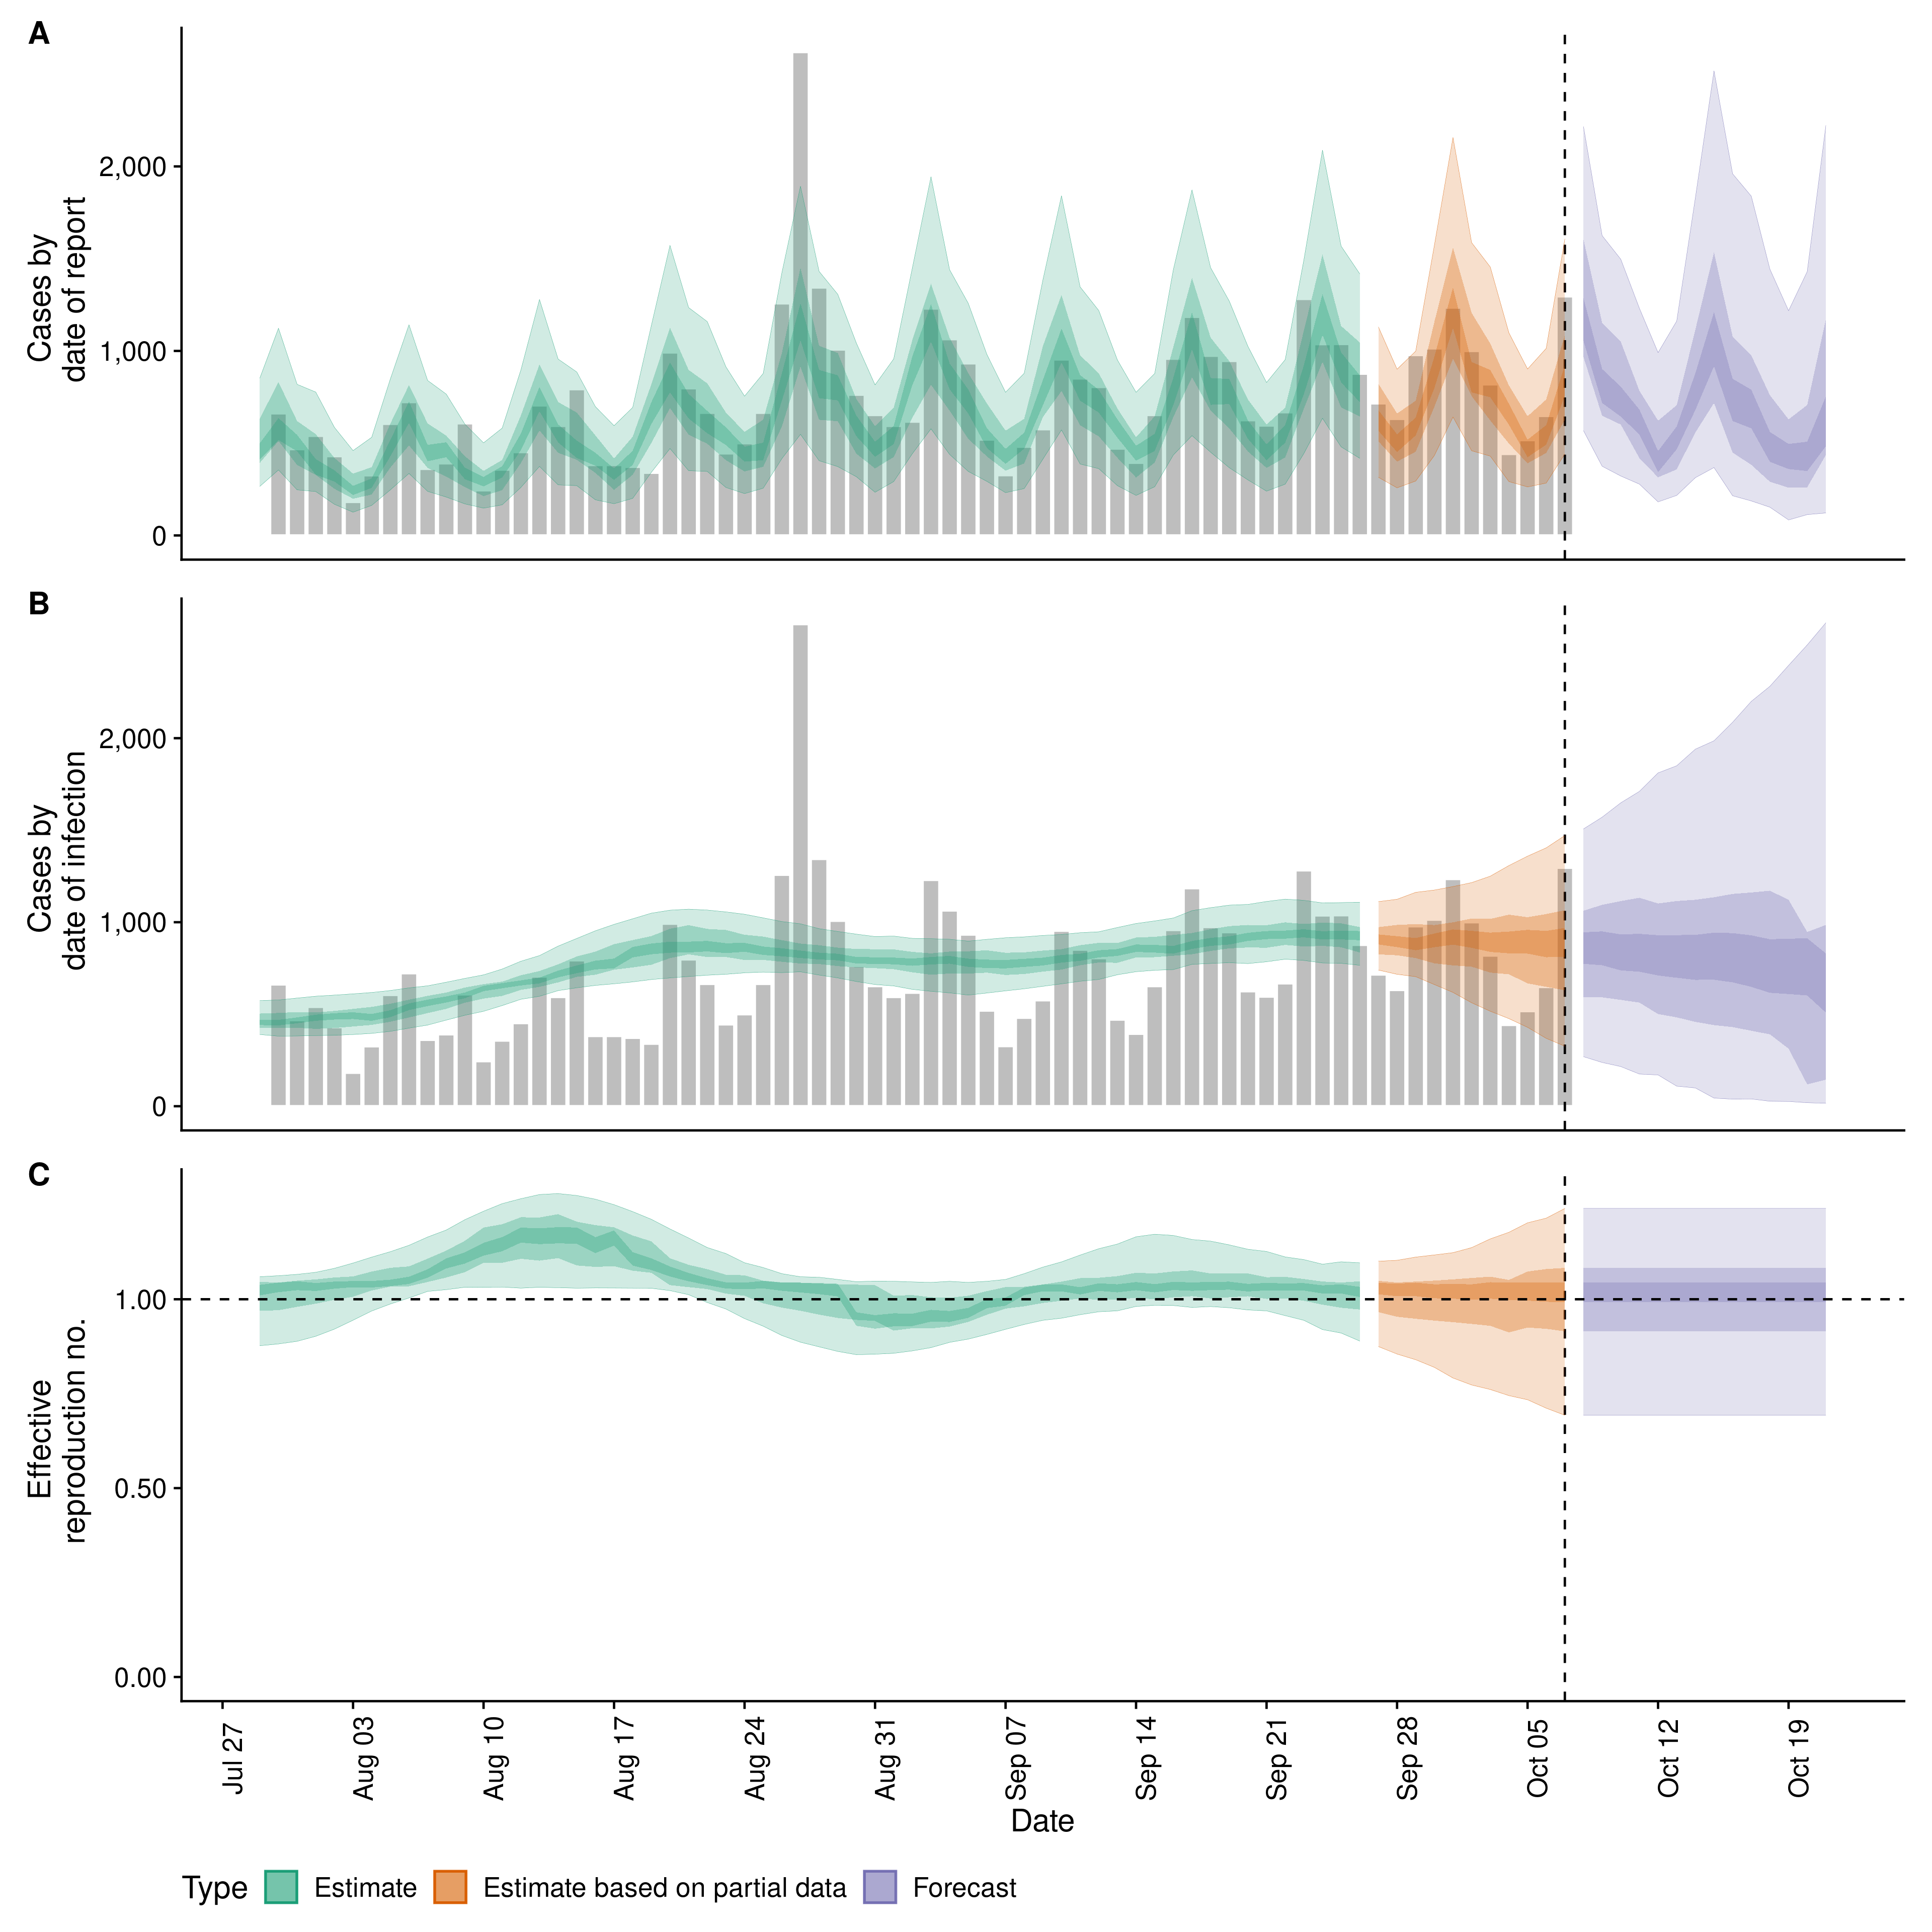 A
Cases by
date of report
2,000
1,000
0
B
Cases by
date of infection
2,000
1,000
0
C
Effective
reproduction no.
1.00
0.50
0.00
Jul 27
Aug 03
Aug 10
Aug 17
Aug 24
Aug 31
Sep 07
Sep 14
Sep 21
Sep 28
Oct 05
Oct 12
Oct 19
Date
Type Estimate Estimate based on partial data Forecast